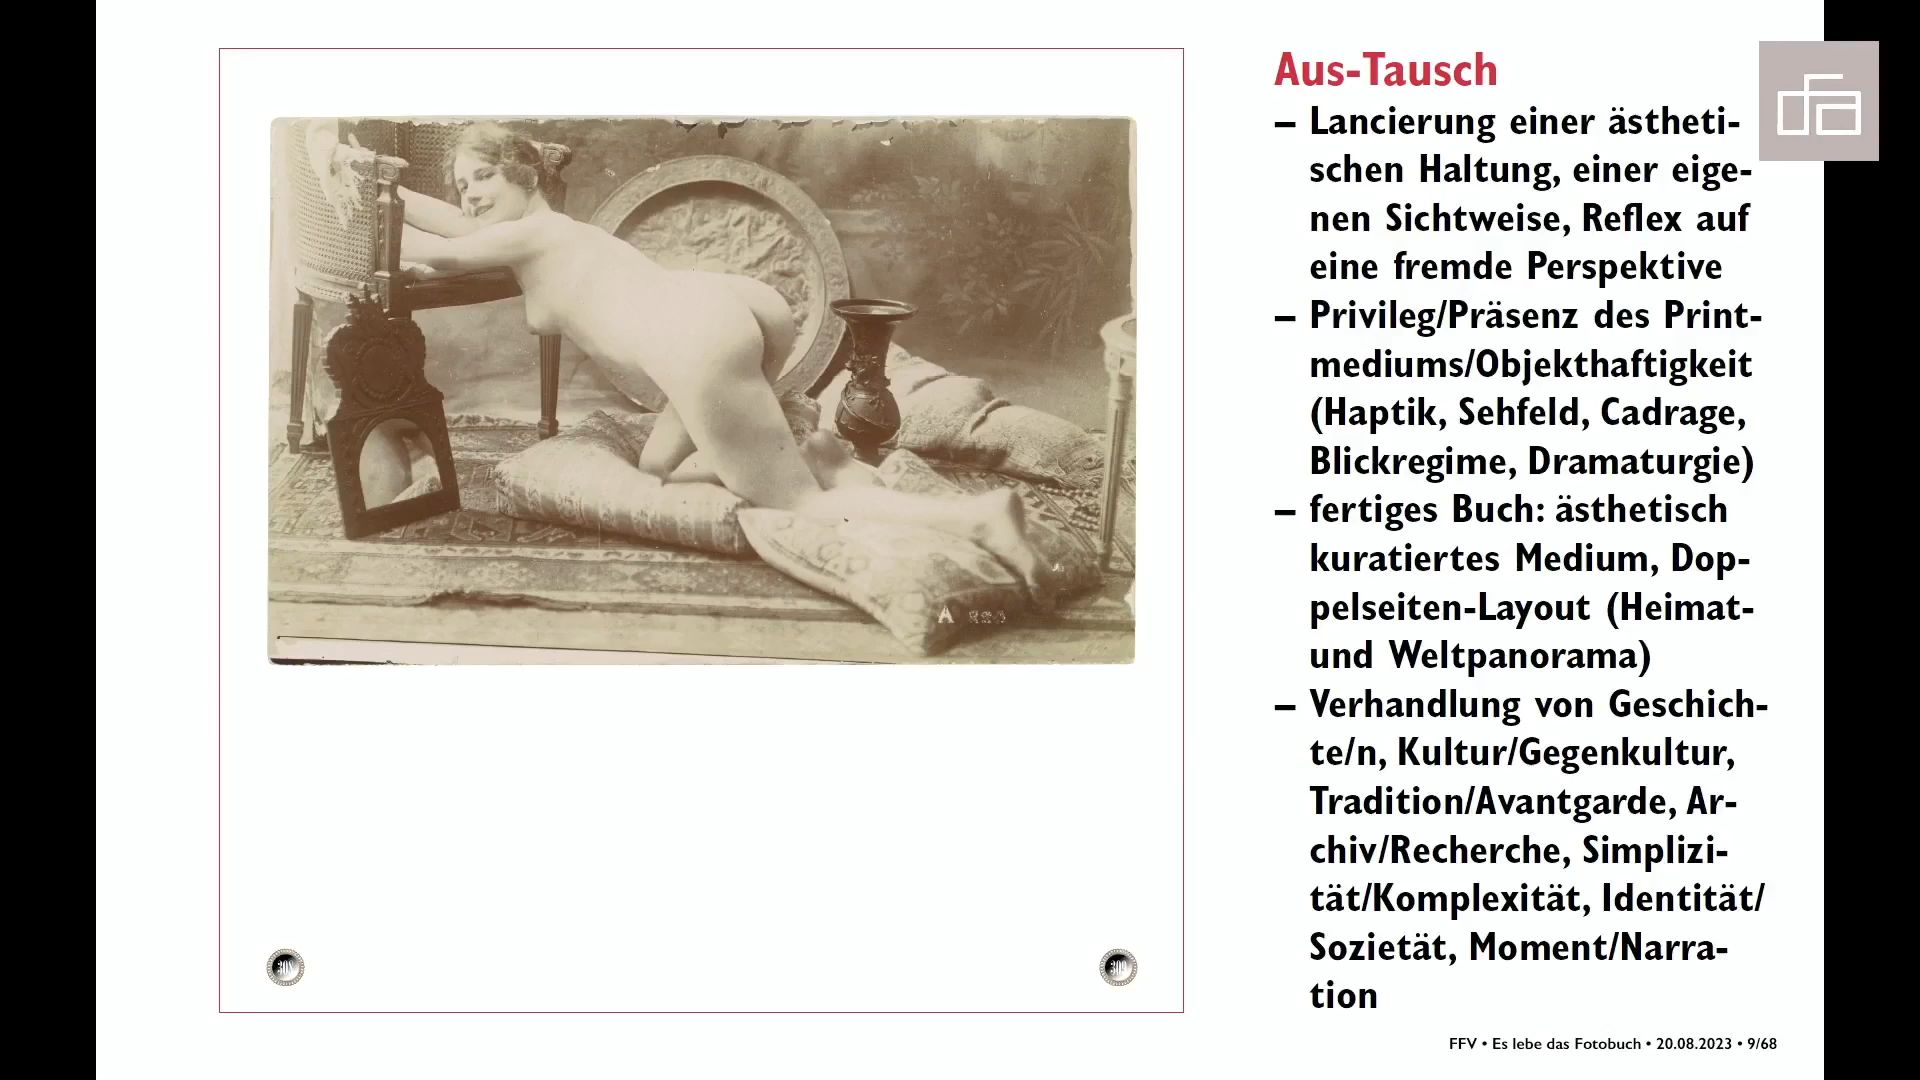 Aus-Tausch
– Lancierung einer ästheti-
schen Haltung, einer eige-
nen Sichtweise, Reflex auf
eine fremde Perspektive
– Privileg/Präsenz des Print-
mediums/Objekthaftigkeit
(Haptik, Sehfeld, Cadrage,
Blickregime, Dramaturgie)
– fertiges Buch: ästhetisch
kuratiertes Medium, Dop-
pelseiten-Layout (Heimat-
und Weltpanorama)
– Verhandlung von Geschich-
te/n, Kultur/Gegenkultur,
Tradition/Avantgarde, Ar-
chiv/Recherche, Simplizi-
tät/Komplexität, Identität/
Sozietät, Moment/Narra-
tion
A
308
309
FFV • Es lebe das Fotobuch • 20.08.2023 • 9/68
dfa